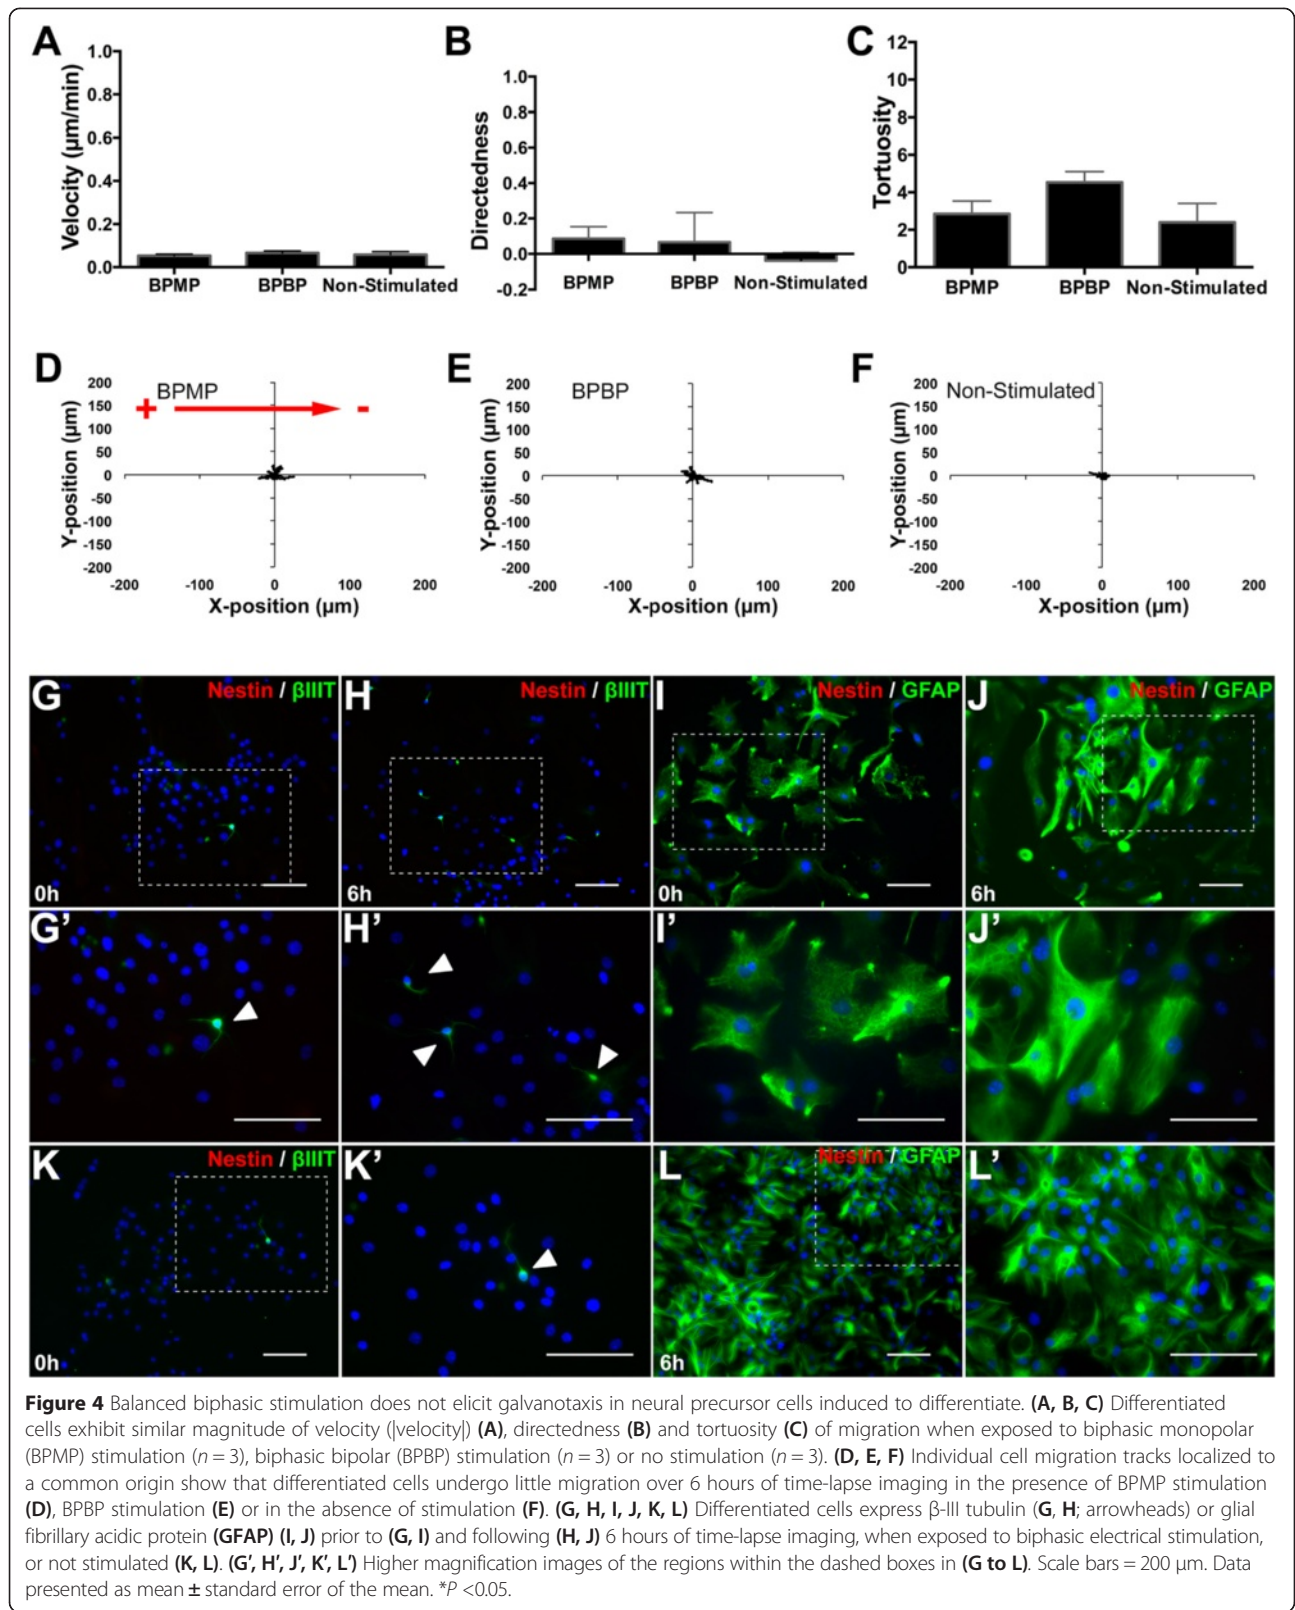 A
B
C
Velocity (µm/min)
1.0
0.8
0.6
0.4
0.2
0.0
BPMP
BPBP
Non-Stimulated
Directedness
1.0
0.8
0.6
0.4
0.2
0.0
-0.2
BPMP
BPBP
Non-Stimulated
Tortuosity
12
10
8
6
4
2
0
BPMP
BPBP
Non-Stimulated
D
BPMP
+
-
Y-position (µm)
200
150
100
50
0
-50
-100
-150
-200
-200 -100 0 100 200
X-position (µm)
E
BPBP
Y-position (µm)
200
150
100
50
0
-50
-100
-150
-200
-200 -100 0 100 200
X-position (µm)
F
Non-Stimulated
Y-position (µm)
200
150
100
50
0
-50
-100
-150
-200
-200 -100 0 100 200
X-position (µm)
G
Nestin / βIIIT
0h
H
Nestin / βIIIT
6h
I
Nestin / GFAP
0h
J
Nestin / GFAP
6h
G’
H’
I’
J’
K
Nestin / βIIIT
0h
K’
L
Nestin / GFAP
6h
L’
Figure 4 Balanced biphasic stimulation does not elicit galvanotaxis in neural precursor cells induced to differentiate. (A, B, C) Differentiated
cells exhibit similar magnitude of velocity (|velocity|) (A), directedness (B) and tortuosity (C) of migration when exposed to biphasic monopolar
(BPMP) stimulation (n = 3), biphasic bipolar (BPBP) stimulation (n = 3) or no stimulation (n = 3). (D, E, F) Individual cell migration tracks localized to
a common origin show that differentiated cells undergo little migration over 6 hours of time-lapse imaging in the presence of BPMP stimulation
(D), BPBP stimulation (E) or in the absence of stimulation (F). (G, H, I, J, K, L) Differentiated cells express β-III tubulin (G, H; arrowheads) or glial
fibrillary acidic protein (GFAP) (I, J) prior to (G, I) and following (H, J) 6 hours of time-lapse imaging, when exposed to biphasic electrical stimulation,
or not stimulated (K, L). (G′, H′, J′, K′, L′) Higher magnification images of the regions within the dashed boxes in (G to L). Scale bars = 200 µm. Data
presented as mean ± standard error of the mean. *P <0.05.